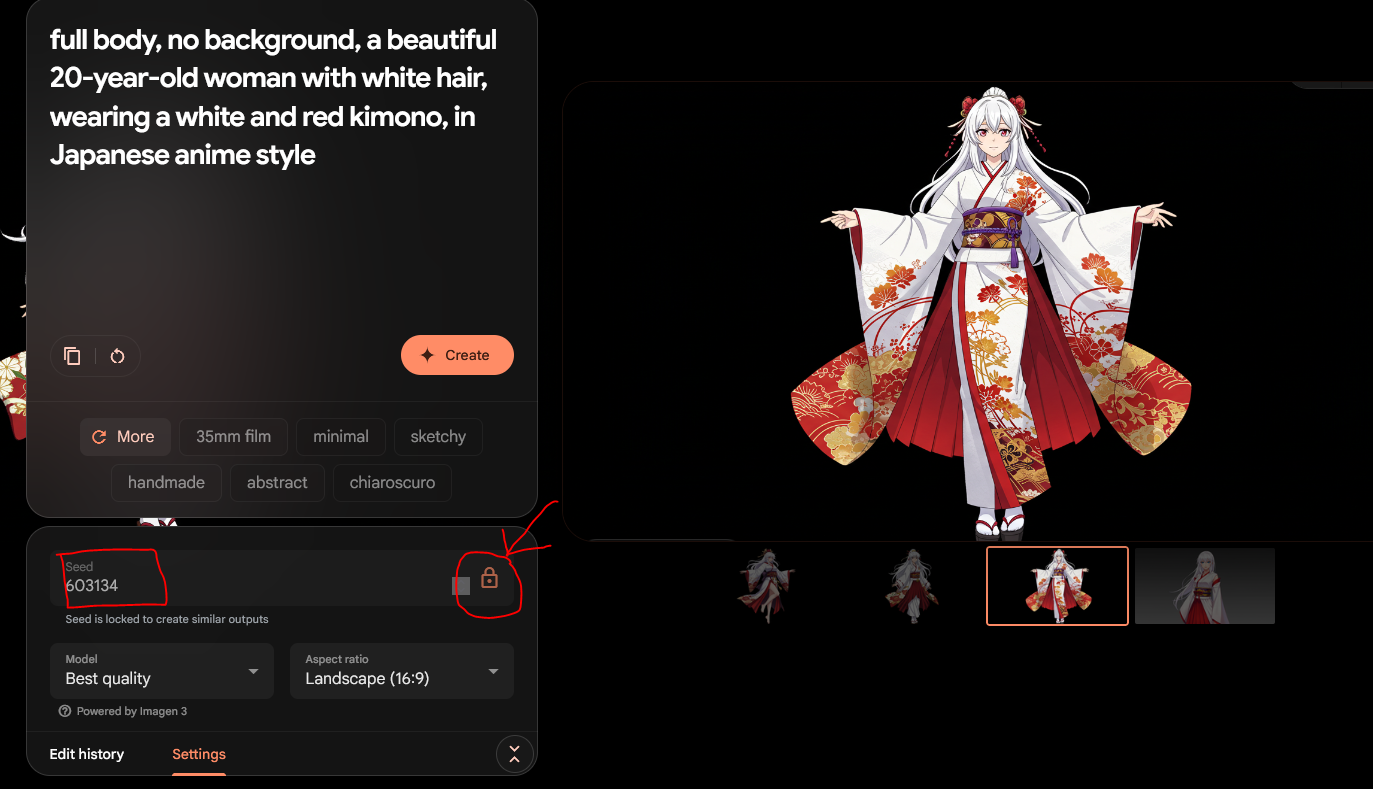 full body, no background, a beautiful
20-year-old woman with white hair,
wearing a white and red kimono, in
Japanese anime style
Create
More
35mm film
minimal
sketchy
handmade
abstract
chiaroscuro
Seed
603134
Seed is locked to create similar outputs
Model
Best quality
Aspect ratio
Landscape (16:9)
Powered by Imagen 3
Edit history
Settings